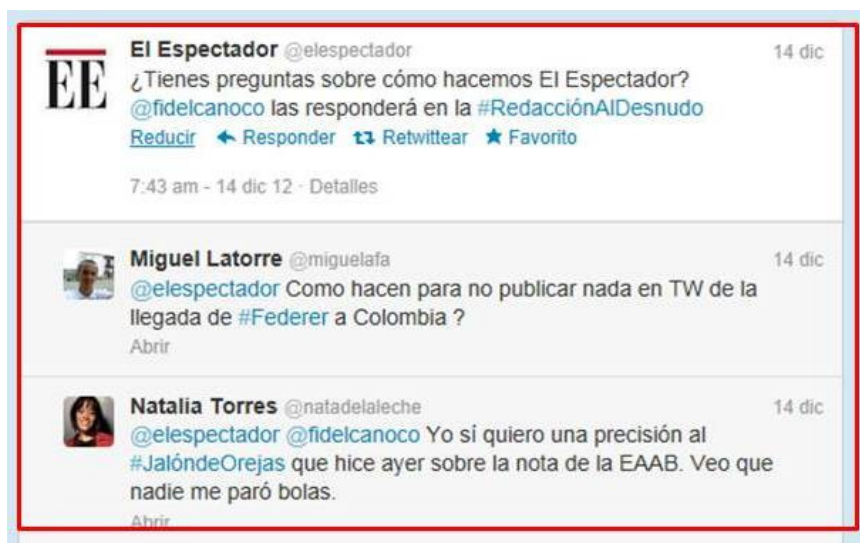 El Espectador @elespectador 14 dic
EE
¿Tienes preguntas sobre cómo hacemos El Espectador?
@fidelcanoco las responderá en la #RedacciónAlDesnudo
Reducir Responder Retwittear Favorito
7:43 am - 14 dic 12 · Detalles
Miguel Latorre @miguelafa 14 dic
@elespectador Como hacen para no publicar nada en TW de la
llegada de #Federer a Colombia ?
Abrir
Natalia Torres @natadelaleche 14 dic
@elespectador @fidelcanoco Yo sí quiero una precisión al
#JalóndeOrejas que hice ayer sobre la nota de la EAAB. Veo que
nadie me paró bolas.
Abrir